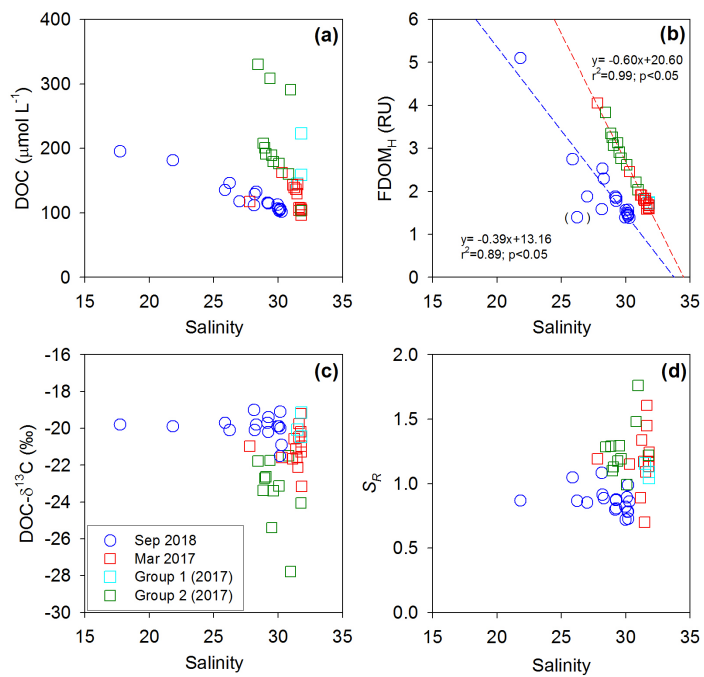 (a)
400
300
200
100
0
DOC (μmol L⁻¹)
15 20 25 30 35
Salinity
(b)
6
5
4
3
2
1
0
FDOM_H (RU)
y= -0.60x+20.60
r²=0.99; p<0.05
( )
y= -0.39x+13.16
r²=0.89; p<0.05
15 20 25 30 35
Salinity
(c)
-16
-18
-20
-22
-24
-26
-28
-30
DOC-δ¹³C (‰)
Sep 2018
Mar 2017
Group 1 (2017)
Group 2 (2017)
15 20 25 30 35
Salinity
(d)
2.0
1.5
1.0
0.5
0.0
S_R
15 20 25 30 35
Salinity